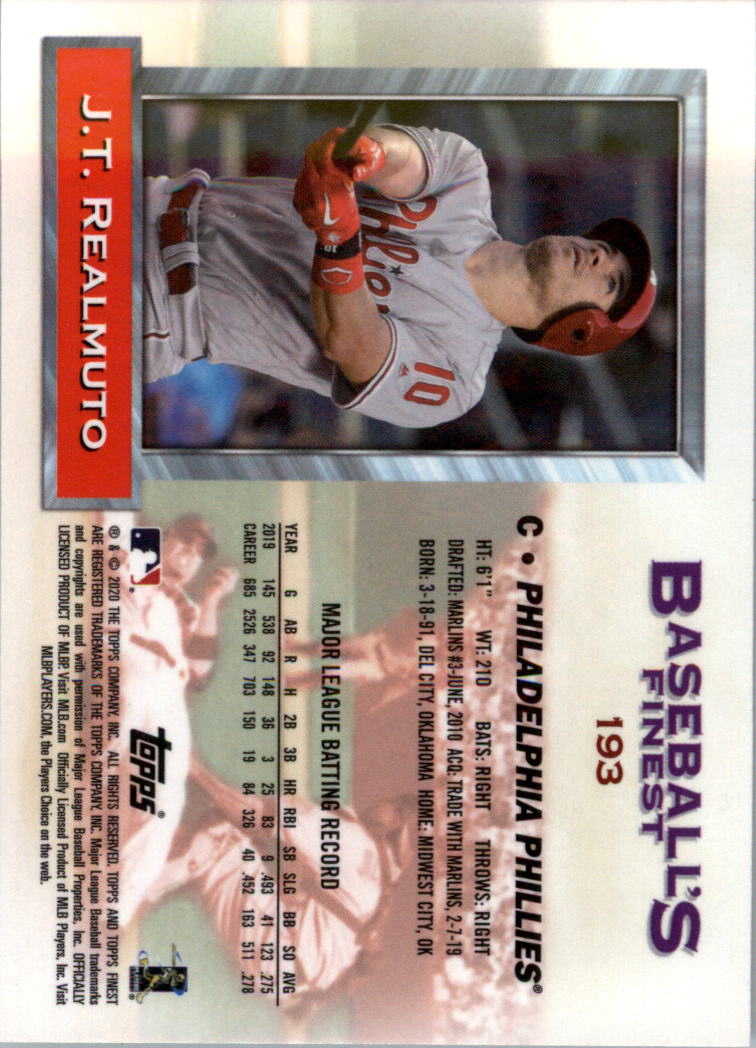 BASEBALL'S
FINEST
193
J.T. REALMUTO
Phillies
10
C • PHILADELPHIA PHILLIES®
HT: 6'1" WT: 210 BATS: RIGHT THROWS: RIGHT
DRAFTED: MARLINS #3-JUNE, 2010 ACQ: TRADE WITH MARLINS, 2-7-19
BORN: 3-18-91, DEL CITY, OKLAHOMA HOME: MIDWEST CITY, OK
MAJOR LEAGUE BATTING RECORD
YEAR G AB R H 2B 3B HR RBI SB SLG BB SO AVG
2019 145 538 92 148 36 3 25 83 9 .493 41 123 .275
CAREER 685 2526 347 703 150 19 84 326 40 .452 163 511 .278
topps®
® & © 2020 THE TOPPS COMPANY, INC. ALL RIGHTS RESERVED. TOPPS AND TOPPS FINEST
ARE REGISTERED TRADEMARKS OF THE TOPPS COMPANY, INC. Major League Baseball trademarks
and copyrights are used with permission of Major League Baseball Properties, Inc. OFFICIALLY
LICENSED PRODUCT OF MLBP. Visit MLB.com Officially Licensed Product of MLB Players, Inc. Visit
MLBPLAYERS.COM, the Players Choice on the web.